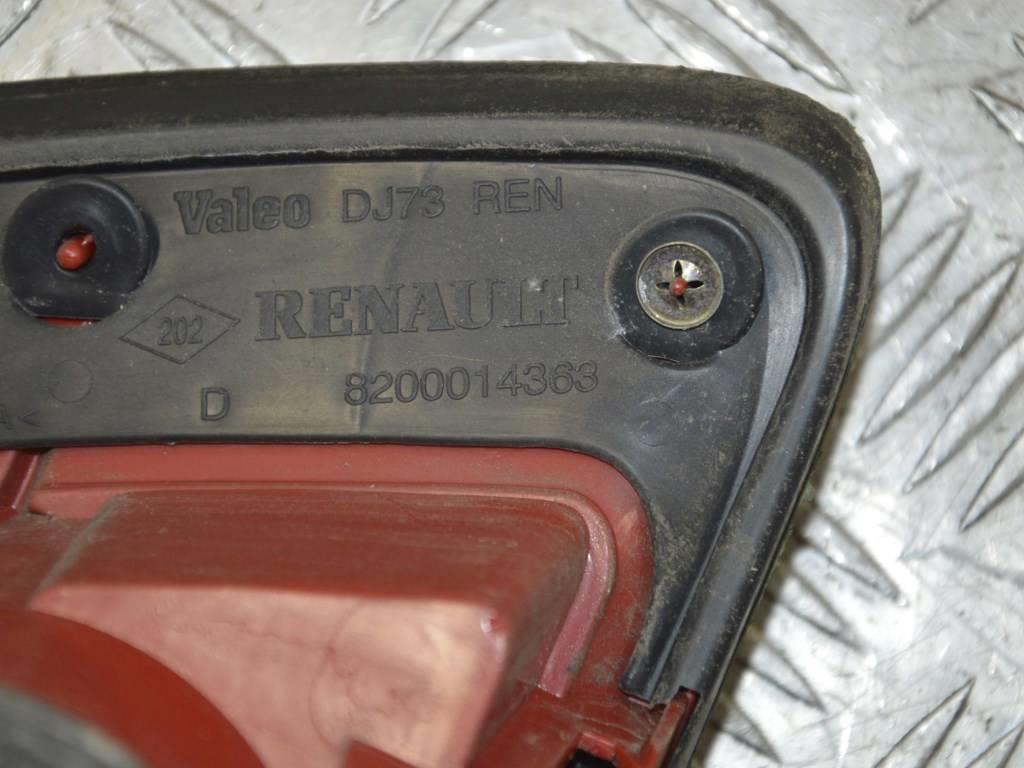 Valeo DJ73 REN
202 RENAULT
D 8200014363